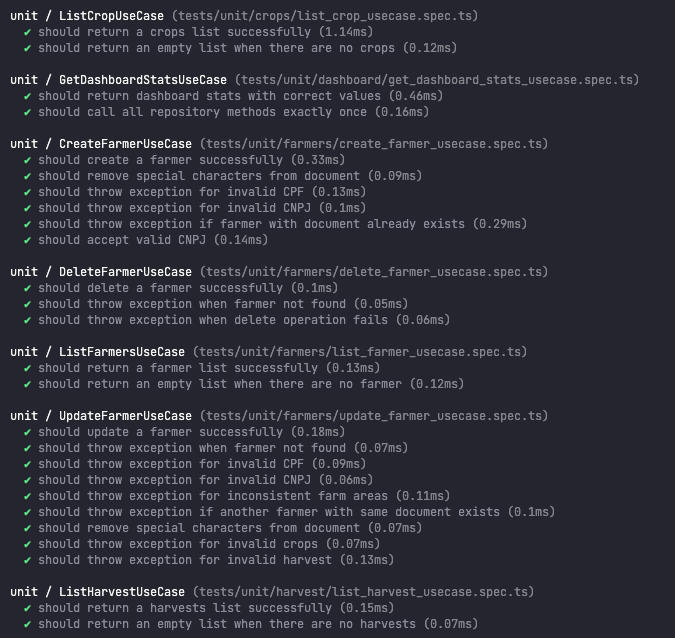 unit / ListCropUseCase (tests/unit/crops/list_crop_usecase.spec.ts)
✔ should return a crops list successfully (1.14ms)
✔ should return an empty list when there are no crops (0.12ms)
unit / GetDashboardStatsUseCase (tests/unit/dashboard/get_dashboard_stats_usecase.spec.ts)
✔ should return dashboard stats with correct values (0.46ms)
✔ should call all repository methods exactly once (0.16ms)
unit / CreateFarmerUseCase (tests/unit/farmers/create_farmer_usecase.spec.ts)
✔ should create a farmer successfully (0.33ms)
✔ should remove special characters from document (0.09ms)
✔ should throw exception for invalid CPF (0.13ms)
✔ should throw exception for invalid CNPJ (0.1ms)
✔ should throw exception if farmer with document already exists (0.29ms)
✔ should accept valid CNPJ (0.14ms)
unit / DeleteFarmerUseCase (tests/unit/farmers/delete_farmer_usecase.spec.ts)
✔ should delete a farmer successfully (0.1ms)
✔ should throw exception when farmer not found (0.05ms)
✔ should throw exception when delete operation fails (0.06ms)
unit / ListFarmersUseCase (tests/unit/farmers/list_farmer_usecase.spec.ts)
✔ should return a farmer list successfully (0.13ms)
✔ should return an empty list when there are no farmer (0.12ms)
unit / UpdateFarmerUseCase (tests/unit/farmers/update_farmer_usecase.spec.ts)
✔ should update a farmer successfully (0.18ms)
✔ should throw exception when farmer not found (0.07ms)
✔ should throw exception for invalid CPF (0.09ms)
✔ should throw exception for invalid CNPJ (0.06ms)
✔ should throw exception for inconsistent farm areas (0.11ms)
✔ should throw exception if another farmer with same document exists (0.1ms)
✔ should remove special characters from document (0.07ms)
✔ should throw exception for invalid crops (0.07ms)
✔ should throw exception for invalid harvest (0.13ms)
unit / ListHarvestUseCase (tests/unit/harvest/list_harvest_usecase.spec.ts)
✔ should return a harvests list successfully (0.15ms)
✔ should return an empty list when there are no harvests (0.07ms)